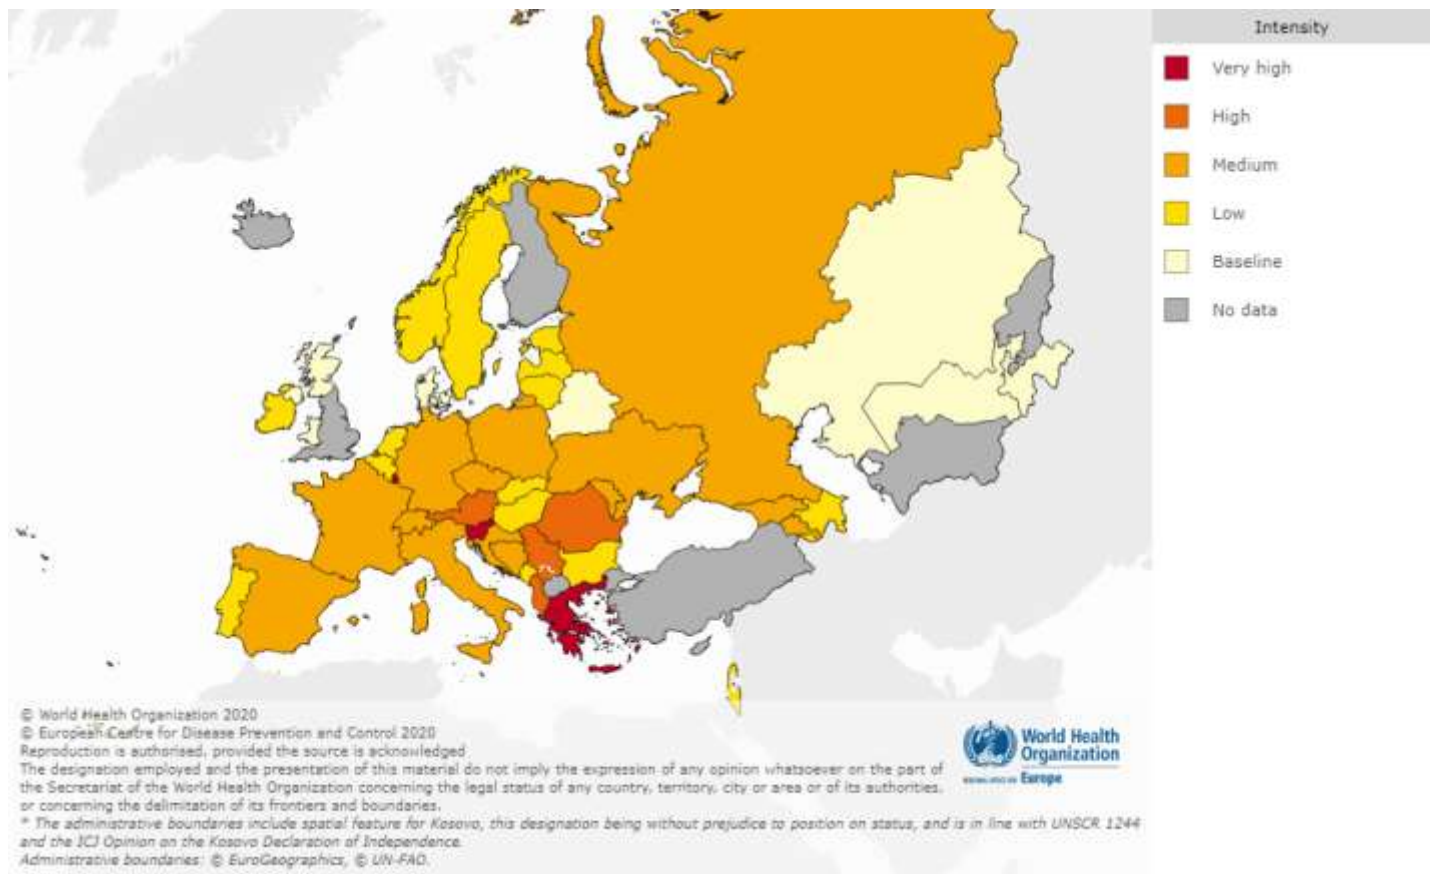 Intensity
Very high
High
Medium
Low
Baseline
No data
© World Health Organization 2020
© European Centre for Disease Prevention and Control 2020
Reproduction is authorised, provided the source is acknowledged
The designation employed and the presentation of this material do not imply the expression of any opinion whatsoever on the part of
the Secretariat of the World Health Organization concerning the legal status of any country, territory, city or area or of its authorities,
or concerning the delimitation of its frontiers and boundaries.
* The administrative boundaries include spatial feature for Kosovo, this designation being without prejudice to position on status, and is in line with UNSCR 1244
and the ICJ Opinion on the Kosovo Declaration of Independence.
Administrative boundaries: © EuroGeographics, © UN-FAO.
World Health
Organization
Europe